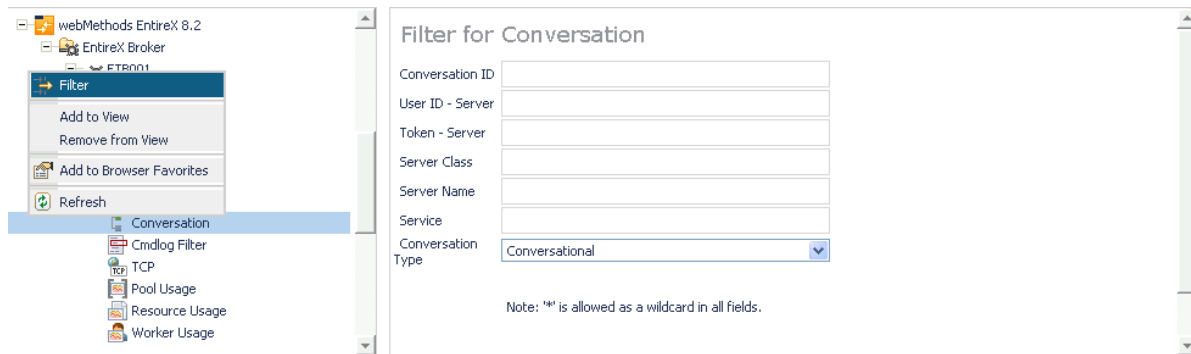 webMethods EntireX 8.2
EntireX Broker
ETB001
Filter
Add to View
Remove from View
Add to Browser Favorites
Refresh
Conversation
Cmdlog Filter
TCP
TCP
Pool Usage
Resource Usage
Worker Usage
Filter for Conversation
Conversation ID
User ID - Server
Token - Server
Server Class
Server Name
Service
Conversation
Type
Conversational
Note: '*' is allowed as a wildcard in all fields.